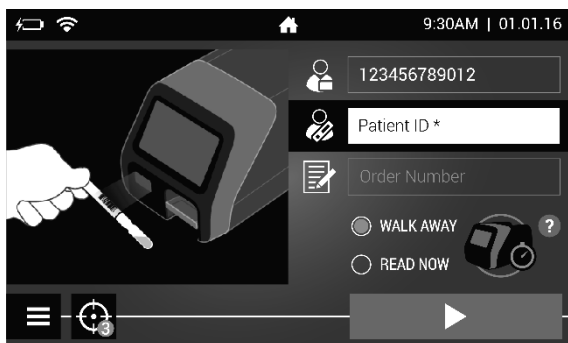 9:30AM | 01.01.16
123456789012
Patient ID *
Order Number
WALK AWAY
?
READ NOW
3